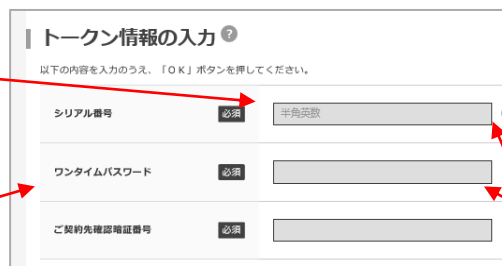 トークン情報の入力 ?
以下の内容を入力のうえ、「OK」ボタンを押してください。
シリアル番号 必須 半角英数
ワンタイムパスワード 必須
ご契約先確認暗証番号 必須